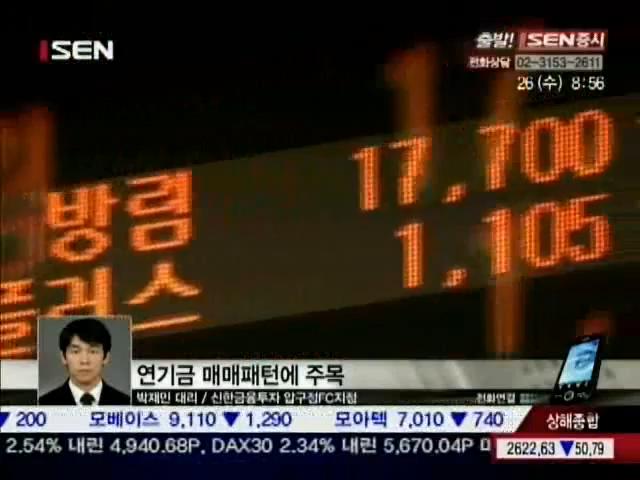 SEN
출발! SEN증시
전화상담 02-3153-2611
26(수) 8:56
방림 17,700
플러스 1,105
연기금 매매패턴에 주목
박재민 대리 / 신한금융투자 압구정FC지점
전화연결
▼200 모베이스 9,110 ▼1,290 모아텍 7,010 ▼740
상해종합
2.54% 내린 4,940.68P, DAX30 2.34% 내린 5,670.04P
2622,63 ▼50,79